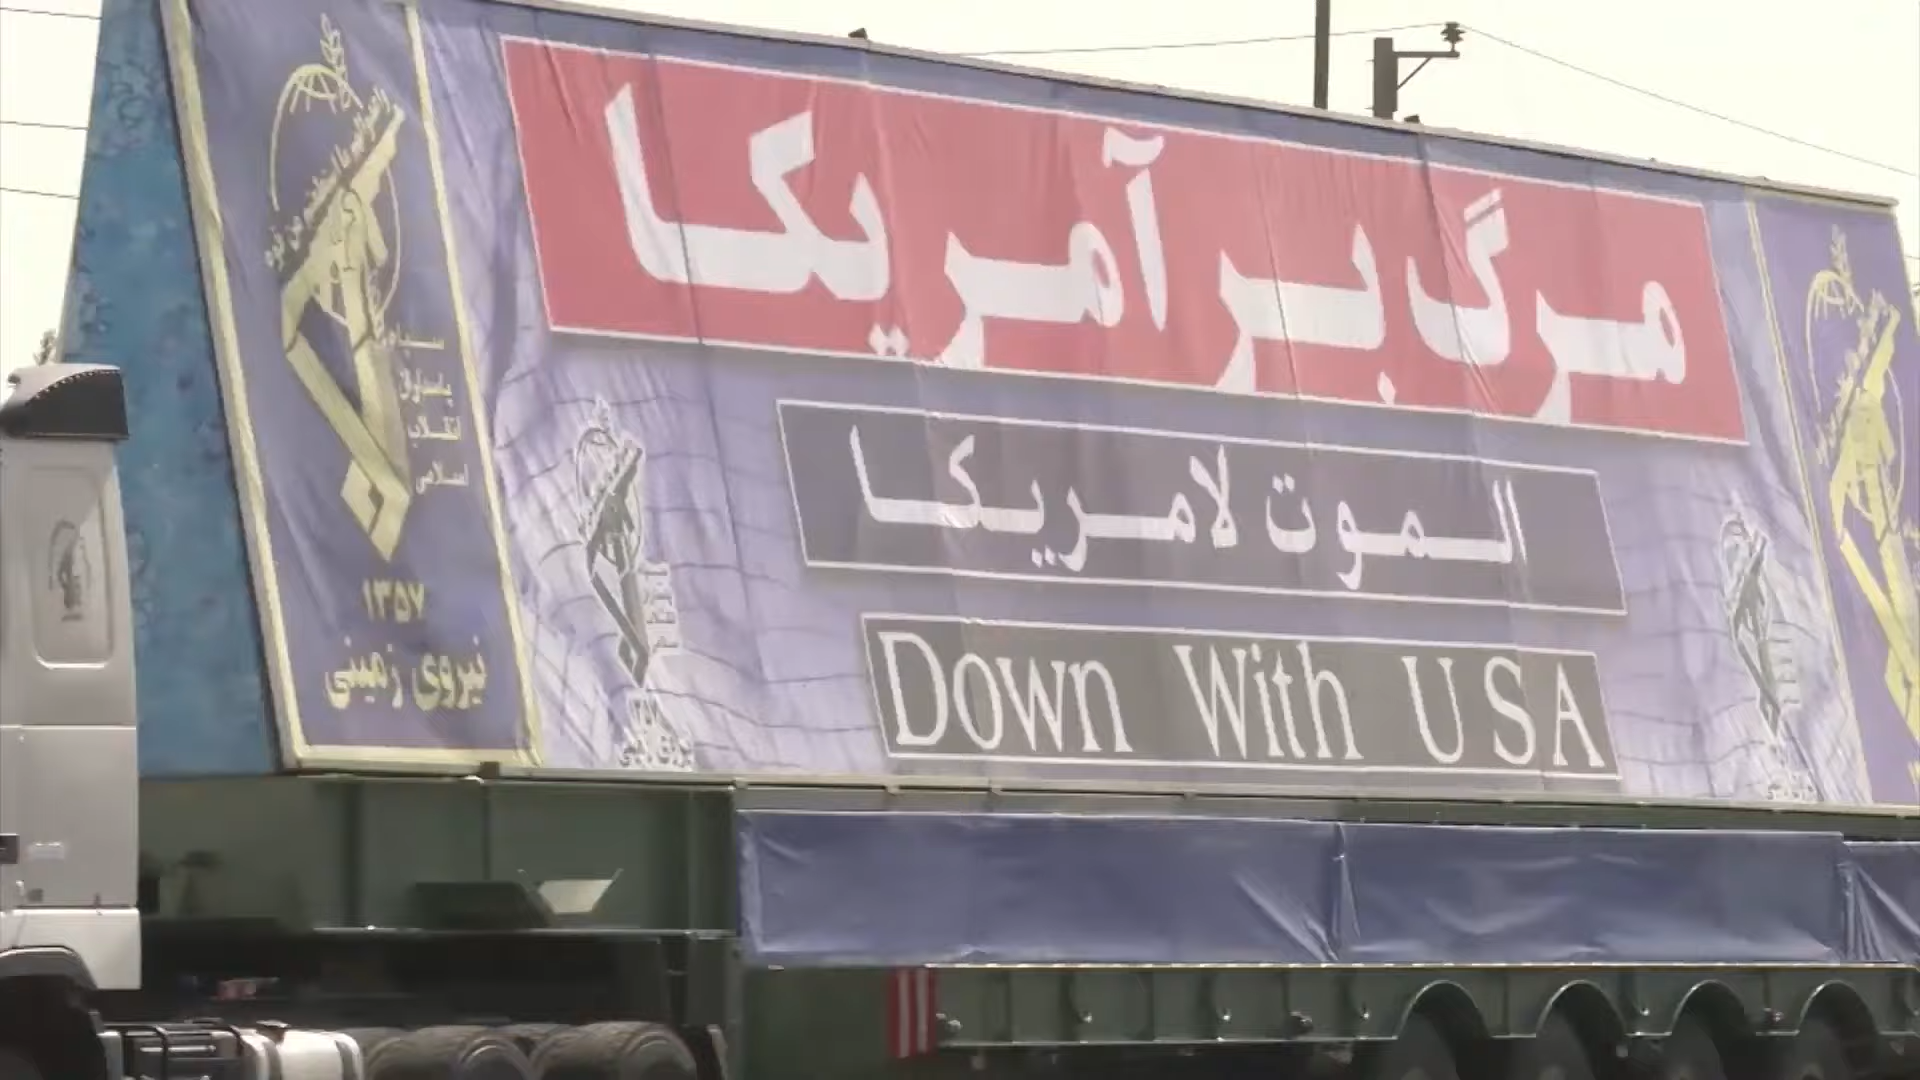 مرگ بر آمریکا
الموت لامریکا
Down With USA
سپاه
پاسداران
انقلاب
اسلامی
۱۳۵۷
نیروی زمینی